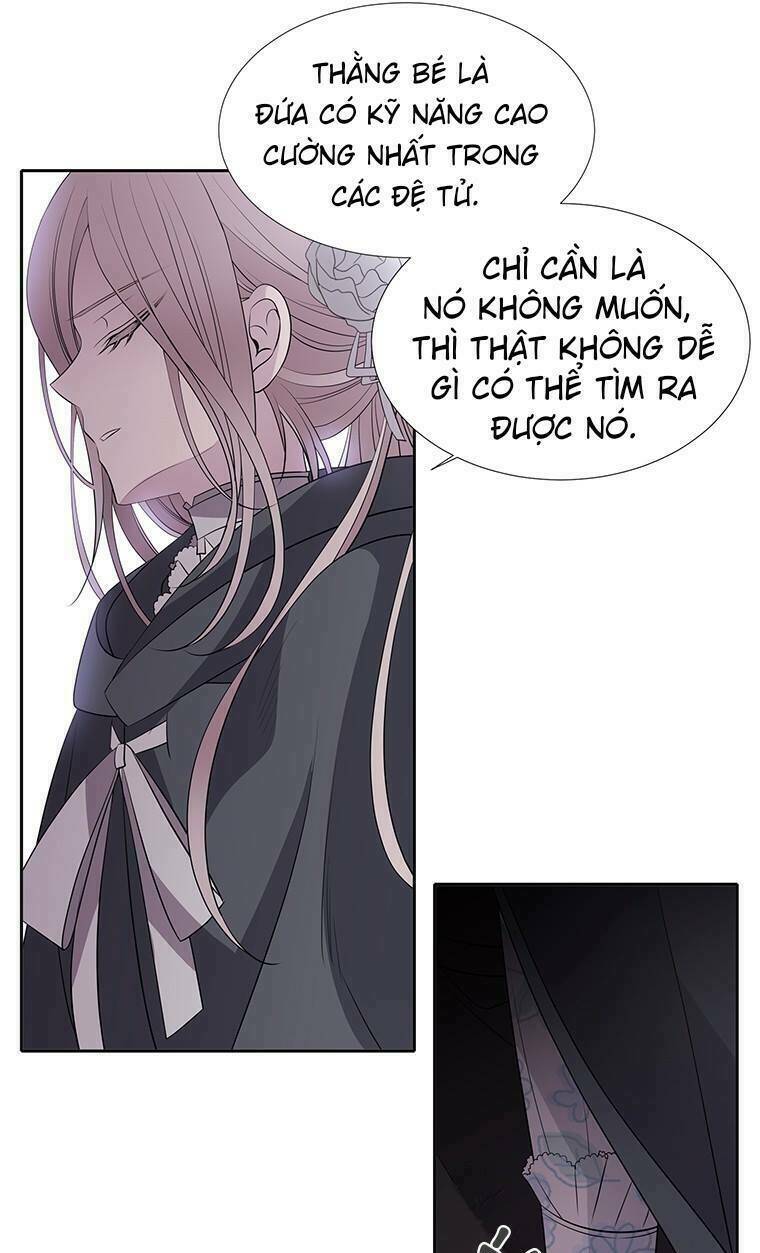 THẰNG BÉ LÀ
ĐỨA CÓ KỸ NĂNG CAO
CƯỜNG NHẤT TRONG
CÁC ĐỆ TỬ.
CHỈ CẦN LÀ
NÓ KHÔNG MUỐN,
THÌ THẬT KHÔNG DỄ
GÌ CÓ THỂ TÌM RA
ĐƯỢC NÓ.